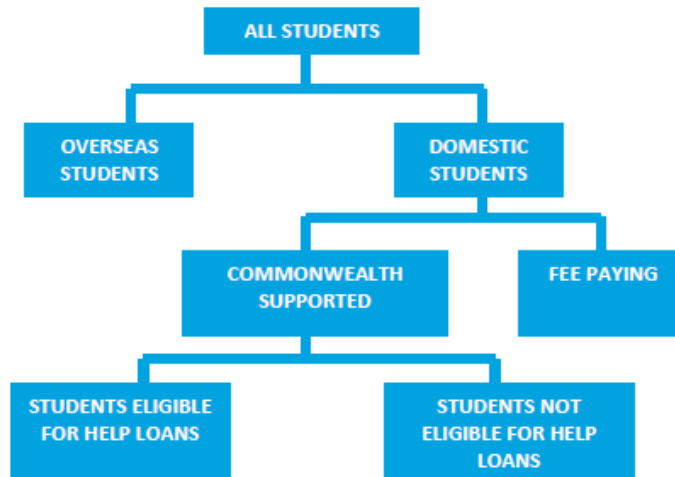 ALL STUDENTS
OVERSEAS
STUDENTS
DOMESTIC
STUDENTS
COMMONWEALTH
SUPPORTED
FEE PAYING
STUDENTS ELIGIBLE
FOR HELP LOANS
STUDENTS NOT
ELIGIBLE FOR HELP
LOANS